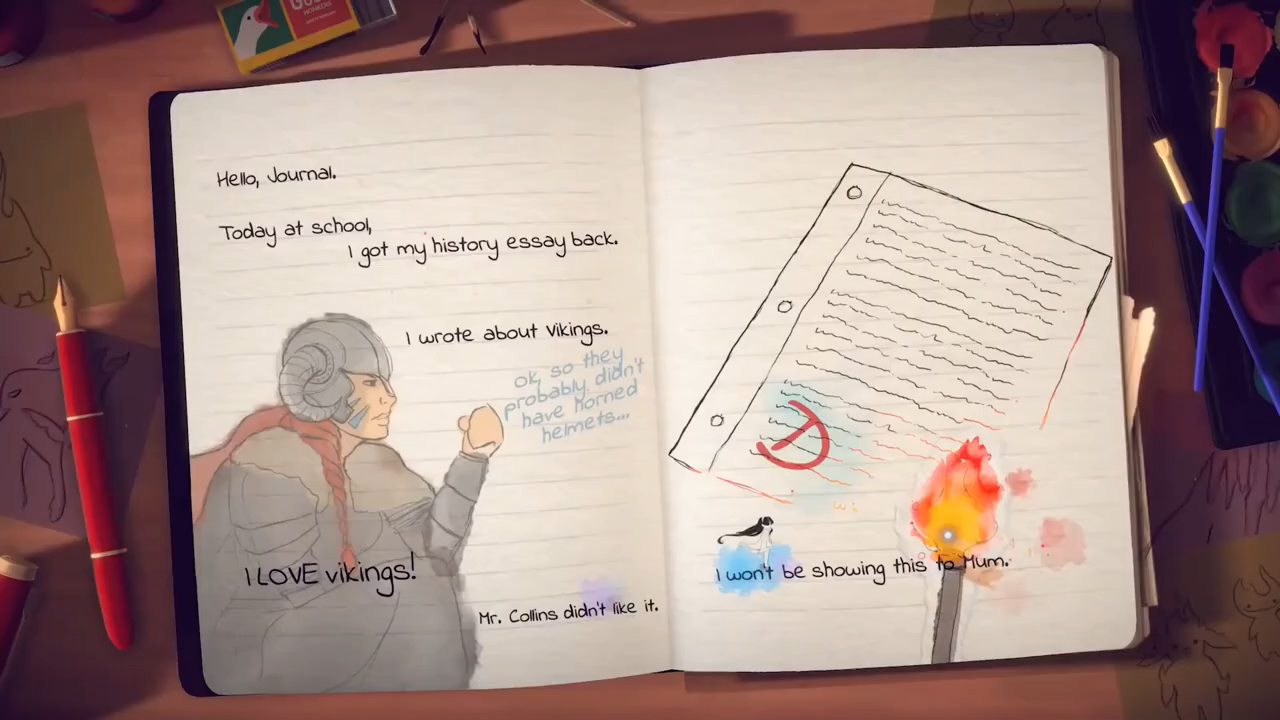 HONKERS
Hello, Journal.
Today at school,
I got my history essay back.
I wrote about vikings.
ok, so they
probably didn't
have horned
helmets...
I LOVE vikings!
Mr. Collins didn't like it.
D
I won't be showing this to Mum.